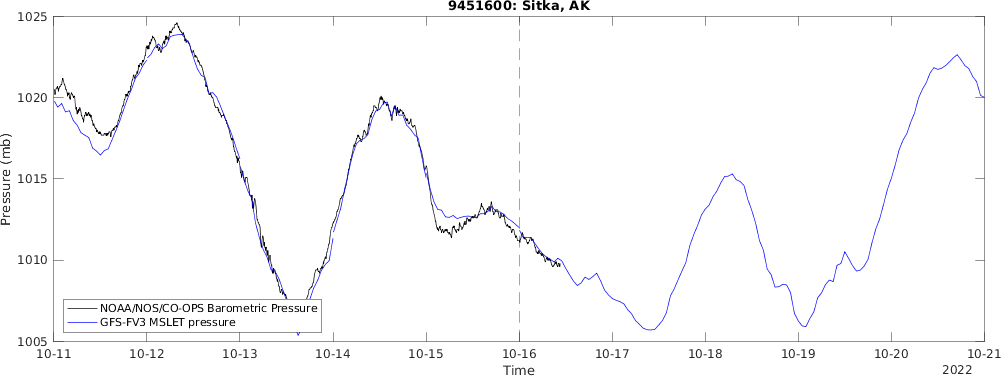 9451600: Sitka, AK
Pressure (mb)
1025
1020
1015
1010
1005
NOAA/NOS/CO-OPS Barometric Pressure
GFS-FV3 MSLET pressure
10-11 10-12 10-13 10-14 10-15 10-16 10-17 10-18 10-19 10-20 10-21
Time
2022